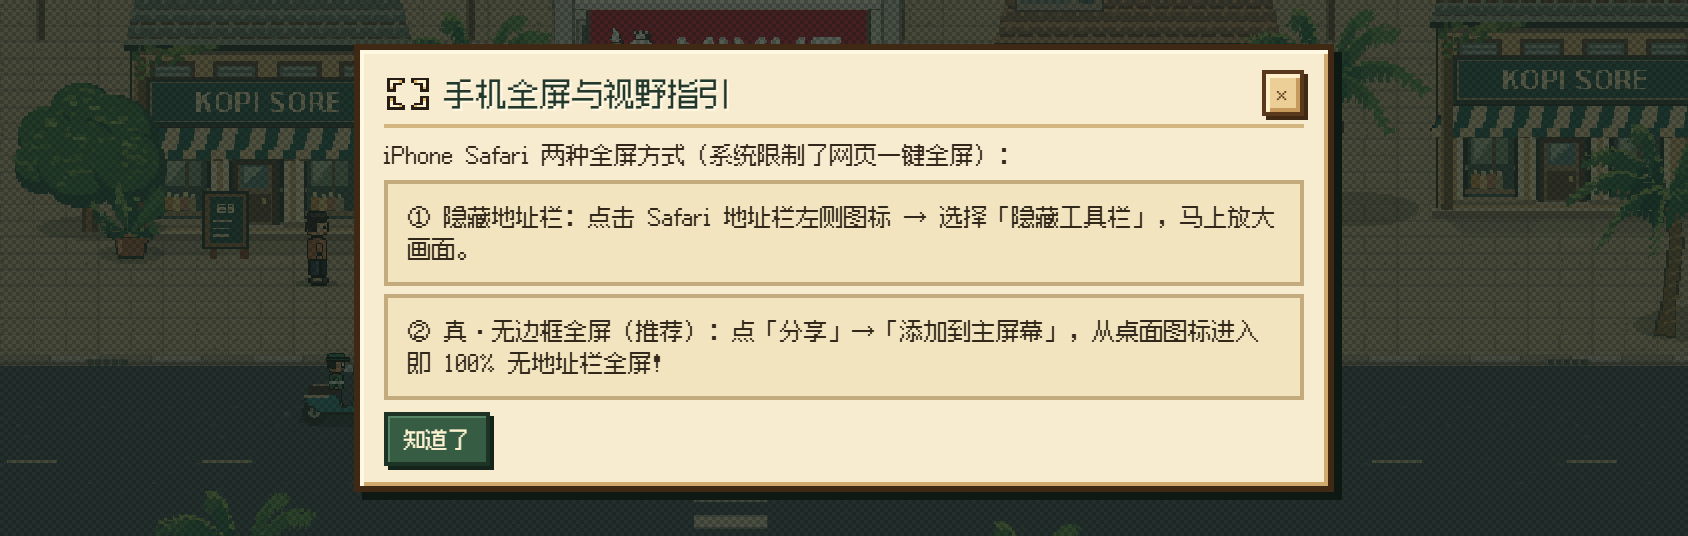 KOPI SORE
KOPI SORE
手机全屏与视野指引
×
iPhone Safari 两种全屏方式（系统限制了网页一键全屏）：
① 隐藏地址栏：点击 Safari 地址栏左侧图标 → 选择「隐藏工具栏」，马上放大
画面。
② 真·无边框全屏（推荐）：点「分享」→「添加到主屏幕」，从桌面图标进入
即 100% 无地址栏全屏!
知道了